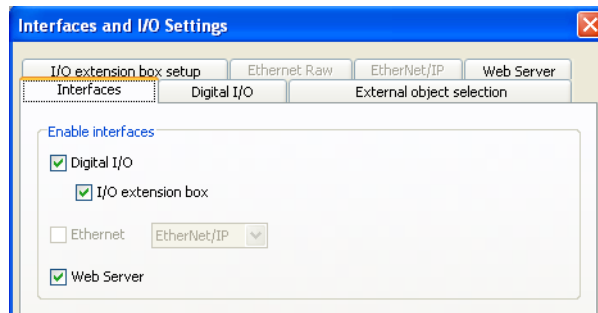 Interfaces and I/O Settings
I/O extension box setup Ethernet Raw EtherNet/IP Web Server
Interfaces Digital I/O External object selection
Enable interfaces
Digital I/O
I/O extension box
Ethernet EtherNet/IP
Web Server